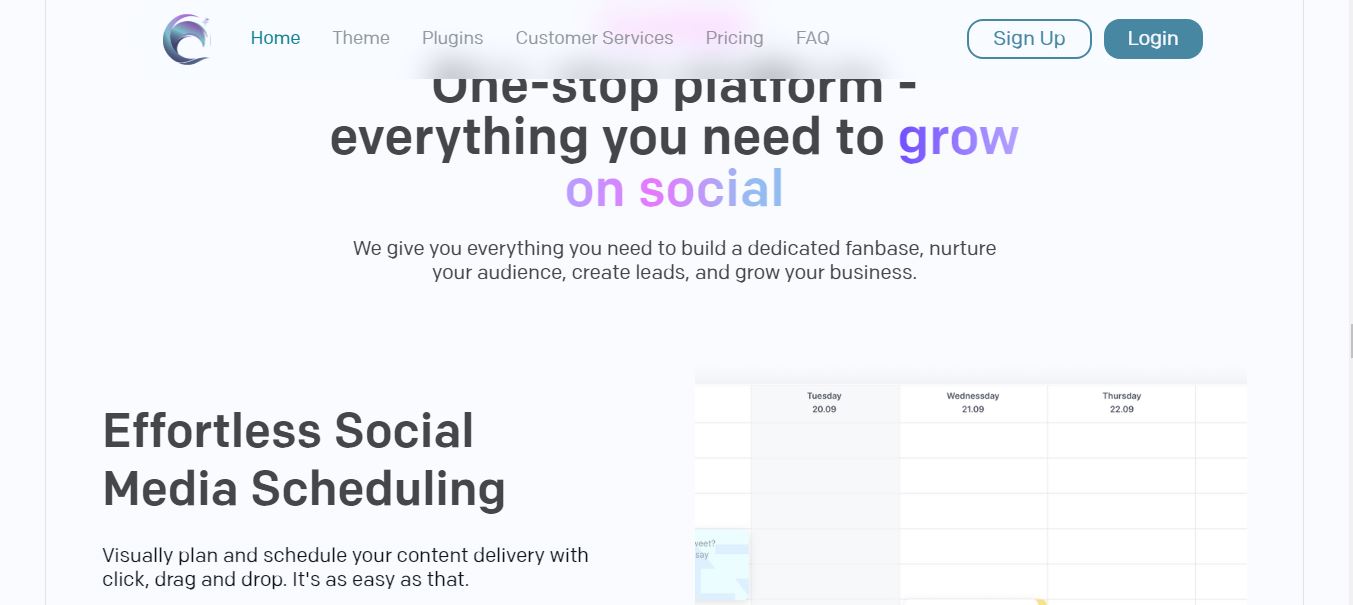 Home Theme Plugins Customer Services Pricing FAQ Sign Up Login
One-stop platform -
everything you need to grow
on social
We give you everything you need to build a dedicated fanbase, nurture
your audience, create leads, and grow your business.
Effortless Social
Media Scheduling
Visually plan and schedule your content delivery with
click, drag and drop. It's as easy as that.
Tuesday Wednesday Thursday
20.09 21.09 22.09
weet?
say